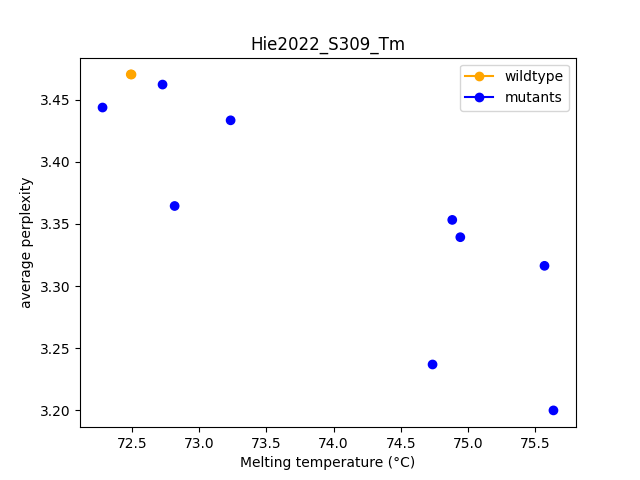 Hie2022_S309_Tm
wildtype
mutants
3.45
3.40
3.35
3.30
3.25
3.20
average perplexity
72.5 73.0 73.5 74.0 74.5 75.0 75.5
Melting temperature (°C)